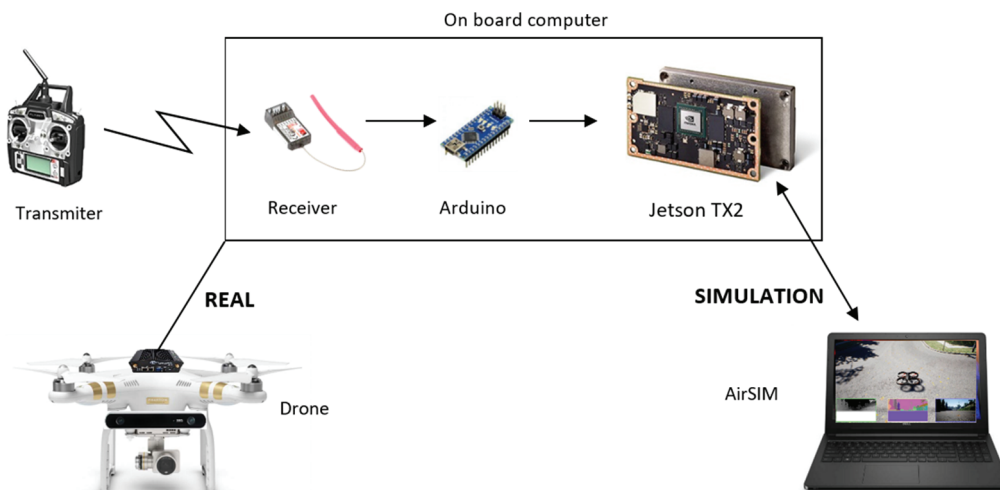 On board computer
Transmiter
Receiver
Arduino
Jetson TX2
REAL
SIMULATION
Drone
AirSIM